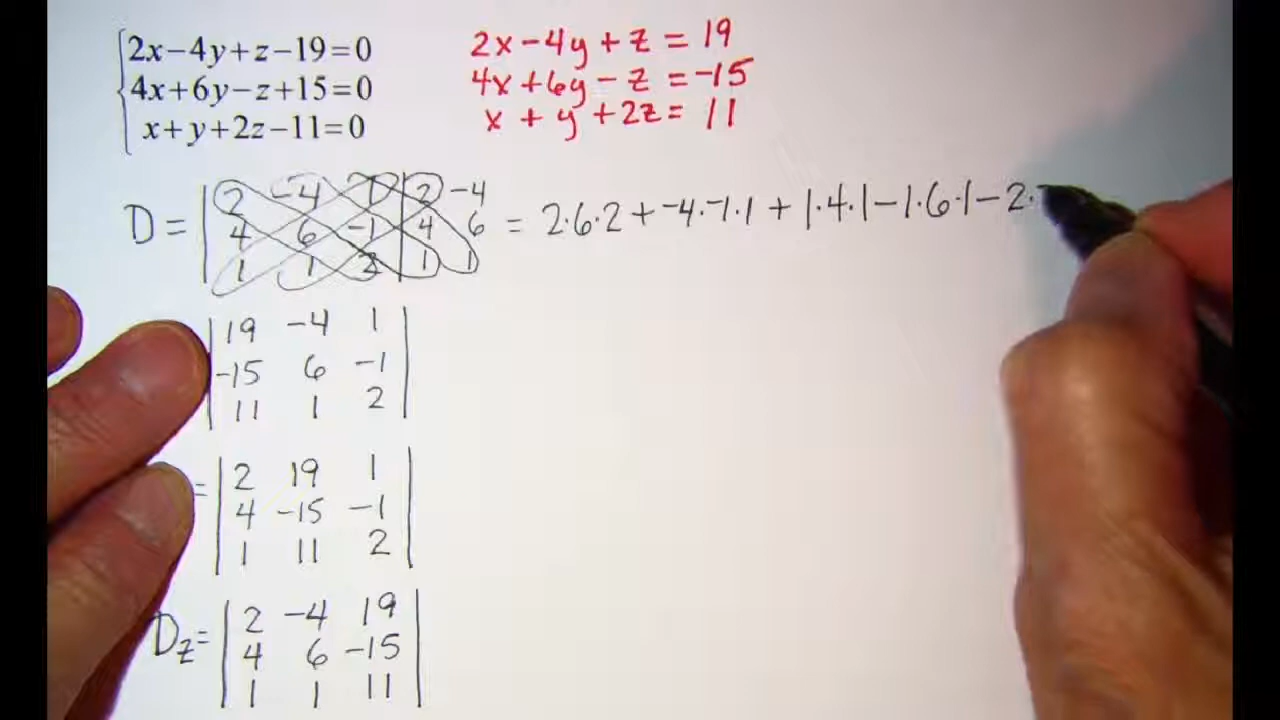 2x−4y+z−19=0
4x+6y−z+15=0
x+y+2z−11=0
2x−4y+z = 19
4x+6y−z = −15
x + y + 2z = 11
D = | 2 −4 1 | 2 −4 = 2·6·2 + −4·−1·1 + 1·4·1 − 1·6·1 − 2·
4 6 −1 | 4 6
1 1 2 | 1 1
| 19 −4 1 |
−15 6 −1
11 1 2
= | 2 19 1 |
4 −15 −1
1 11 2
Dz = | 2 −4 19 |
4 6 −15
1 1 11